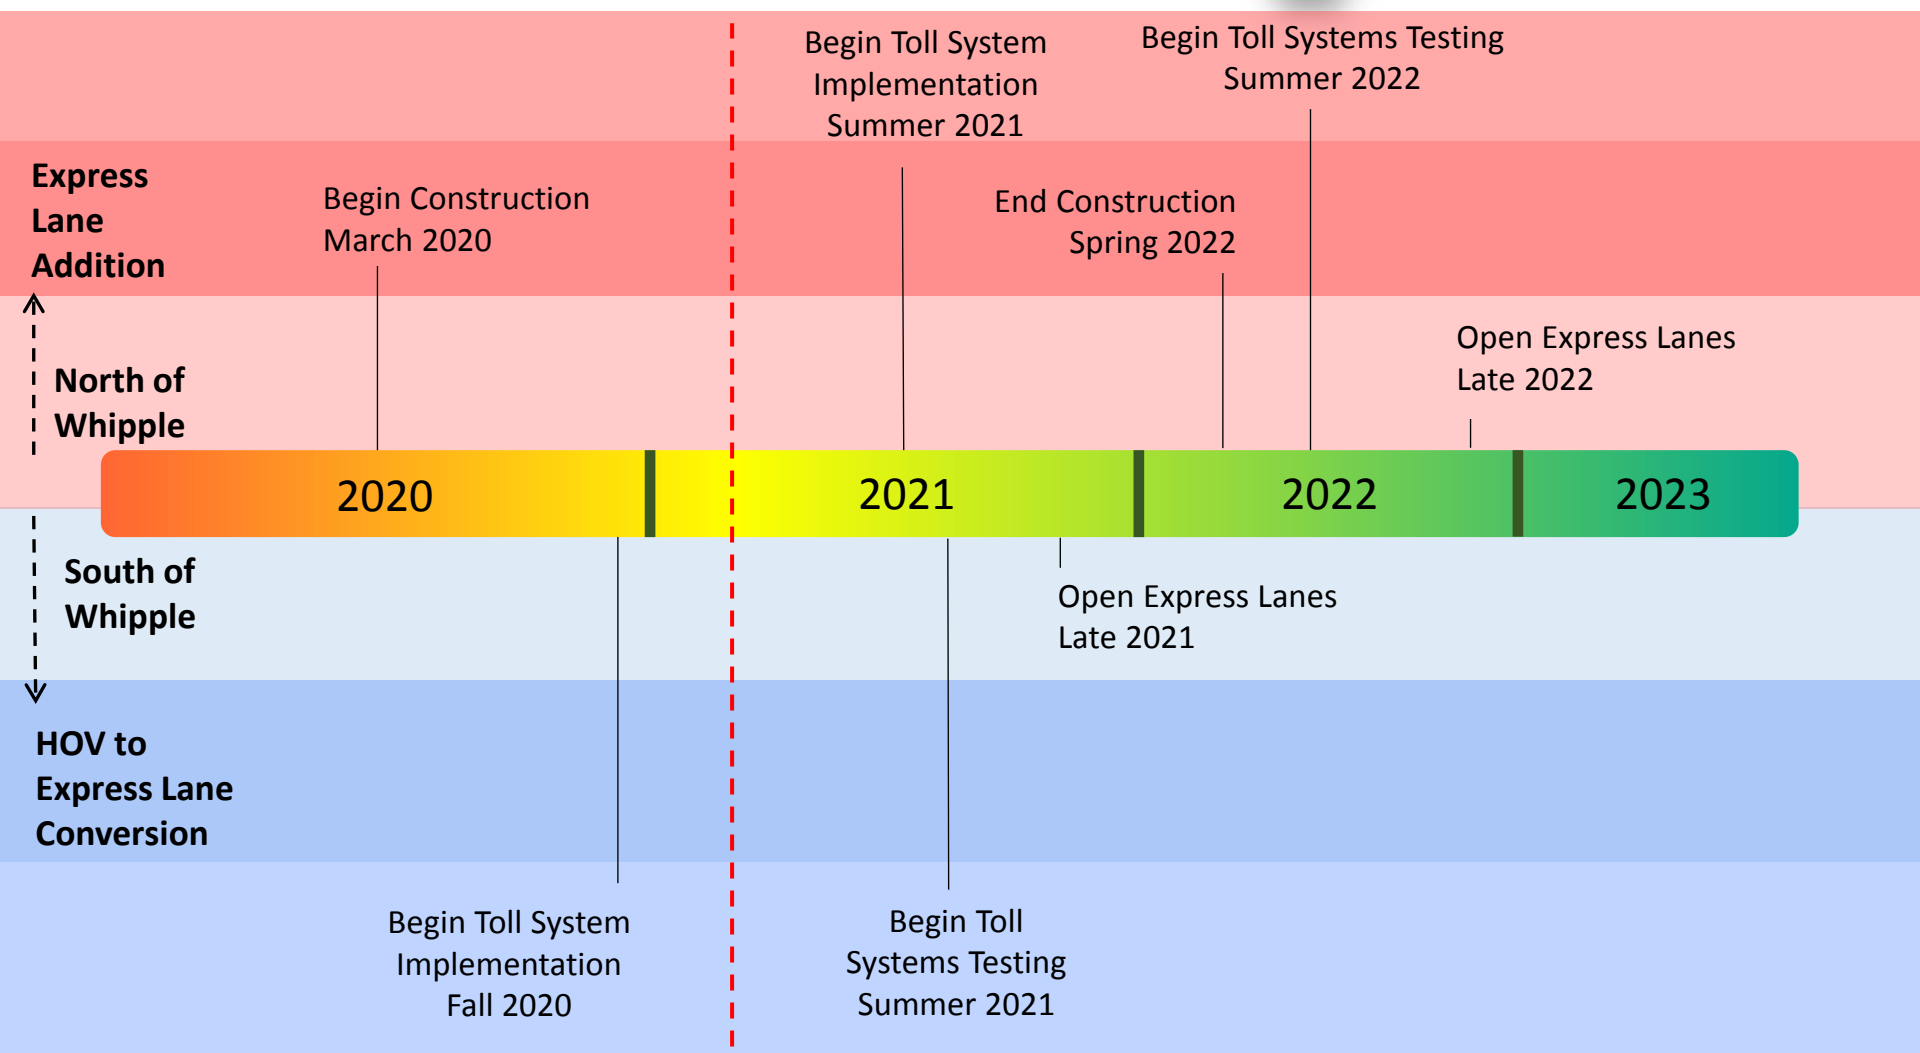 Begin Toll System
Implementation
Summer 2021
Begin Toll Systems Testing
Summer 2022
Express
Lane
Addition
Begin Construction
March 2020
End Construction
Spring 2022
North of
Whipple
Open Express Lanes
Late 2022
2020
2021
2022
2023
South of
Whipple
Open Express Lanes
Late 2021
HOV to
Express Lane
Conversion
Begin Toll System
Implementation
Fall 2020
Begin Toll
Systems Testing
Summer 2021